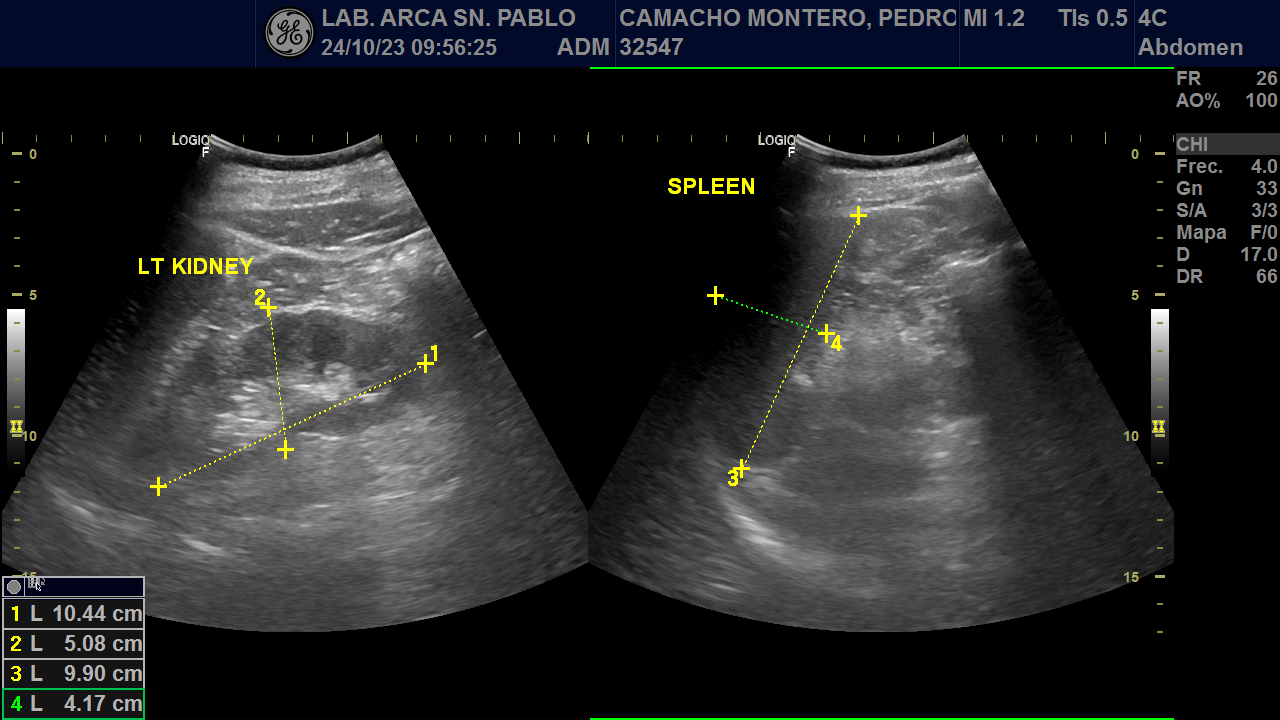 LAB. ARCA SN. PABLO
24/10/23 09:56:25 ADM
CAMACHO MONTERO, PEDRO
32547
MI 1.2 TIs 0.5
4C
Abdomen
FR 26
AO% 100
CHI
Frec. 4.0
Gn 33
S/A 3/3
Mapa F/0
D 17.0
DR 66
LOGIQ
F
0
5
10
15
LT KIDNEY
2
1
LOGIQ
F
0
5
10
15
SPLEEN
4
3
1 L 10.44 cm
2 L 5.08 cm
3 L 9.90 cm
4 L 4.17 cm